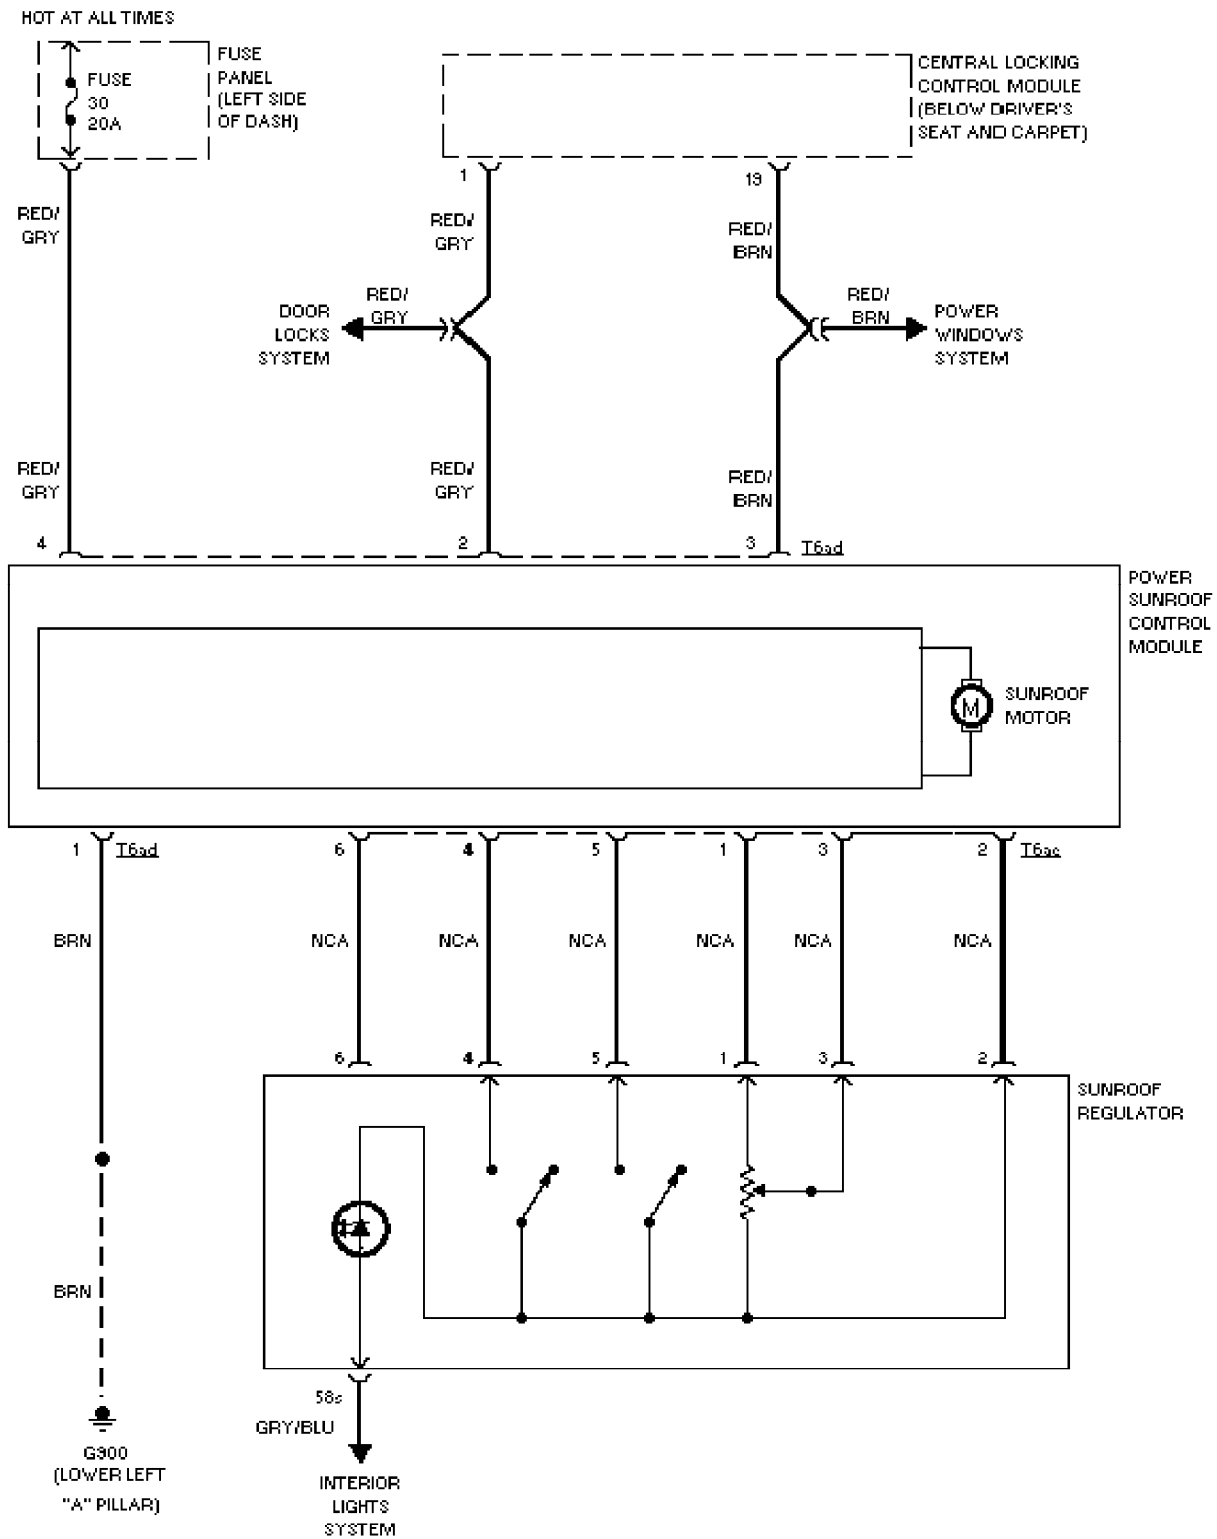 HOT AT ALL TIMES
FUSE
30
20A
FUSE
PANEL
(LEFT SIDE
OF DASH)
CENTRAL LOCKING
CONTROL MODULE
(BELOW DRIVER'S
SEAT AND CARPET)
1
19
RED/
GRY
RED/
GRY
RED/
BRN
DOOR
LOCKS
SYSTEM
RED/
GRY
RED/
BRN
POWER
WINDOWS
SYSTEM
RED/
GRY
RED/
GRY
RED/
BRN
4
2
3
T6ad
POWER
SUNROOF
CONTROL
MODULE
M
SUNROOF
MOTOR
1
T6ad
6
4
5
1
3
2
T6ac
BRN
NCA
NCA
NCA
NCA
NCA
NCA
6
4
5
1
3
2
SUNROOF
REGULATOR
BRN
58s
GRY/BLU
G900
(LOWER LEFT
"A" PILLAR)
INTERIOR
LIGHTS
SYSTEM